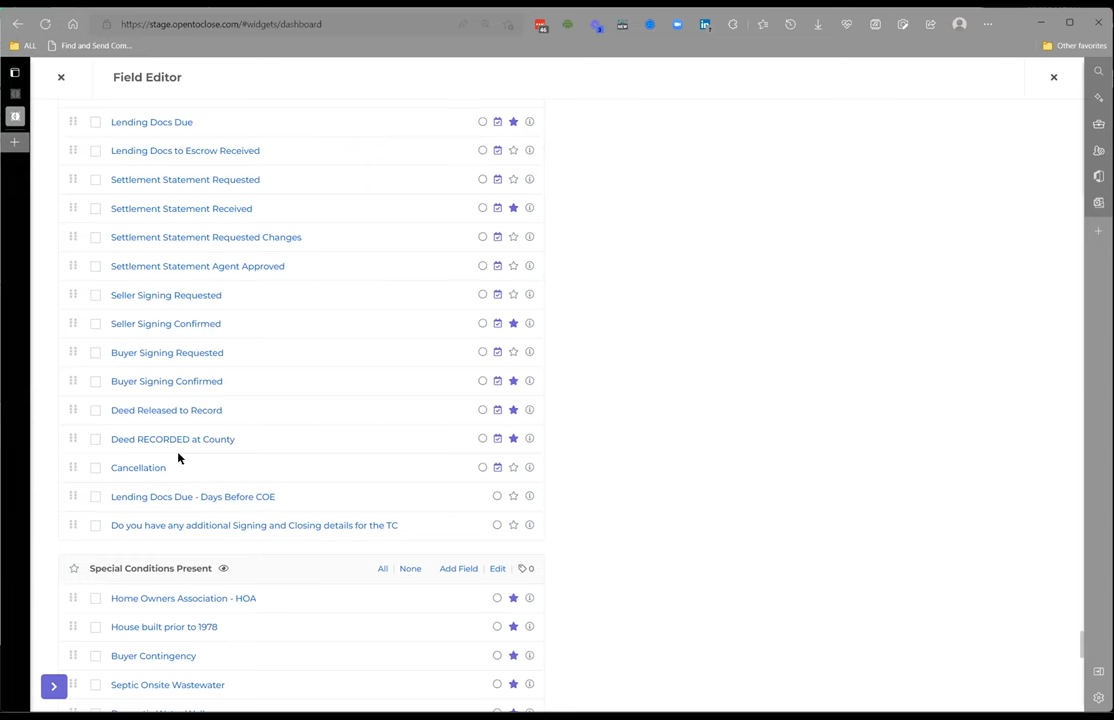 https://stage.opentoclose.com/#widgets/dashboard
46
3
ALL
Find and Send Com...
Other favorites
Field Editor
Lending Docs Due
Lending Docs to Escrow Received
Settlement Statement Requested
Settlement Statement Received
Settlement Statement Requested Changes
Settlement Statement Agent Approved
Seller Signing Requested
Seller Signing Confirmed
Buyer Signing Requested
Buyer Signing Confirmed
Deed Released to Record
Deed RECORDED at County
Cancellation
Lending Docs Due - Days Before COE
Do you have any additional Signing and Closing details for the TC
Special Conditions Present All | None Add Field | Edit | 0
Home Owners Association - HOA
House built prior to 1978
Buyer Contingency
Septic Onsite Wastewater